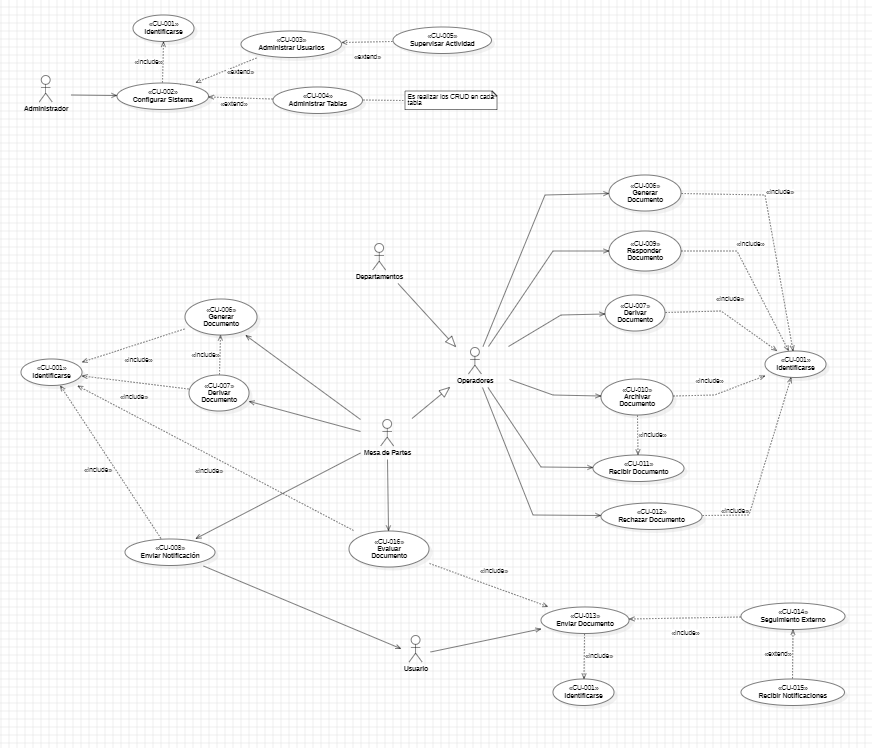 «CU-001»
Identificarse
«CU-003»
Administrar Usuarios
«CU-005»
Supervisar Actividad
«extend»
«include»
«extend»
Administrador
«CU-002»
Configurar Sistema
«extend»
«CU-004»
Administrar Tablas
Es realizar los CRUD en cada
tabla
«CU-006»
Generar
Documento
«include»
«CU-009»
Responder
Documento
«include»
Departamentos
«CU-006»
Generar
Documento
«CU-007»
Derivar
Documento
«include»
«include»
«include»
«CU-001»
Identificarse
Operadores
«CU-001»
Identificarse
«include»
«CU-007»
Derivar
Documento
«include»
«CU-010»
Archivar
Documento
«include»
Mesa de Partes
«include»
«include»
«include»
«CU-011»
Recibir Documento
«CU-012»
Rechazar Documento
«include»
«CU-008»
Enviar Notificación
«CU-016»
Evaluar
Documento
«include»
«CU-013»
Enviar Documento
«include»
«CU-014»
Seguimiento Externo
Usuario
«include»
«extend»
«CU-001»
Identificarse
«CU-015»
Recibir Notificaciones